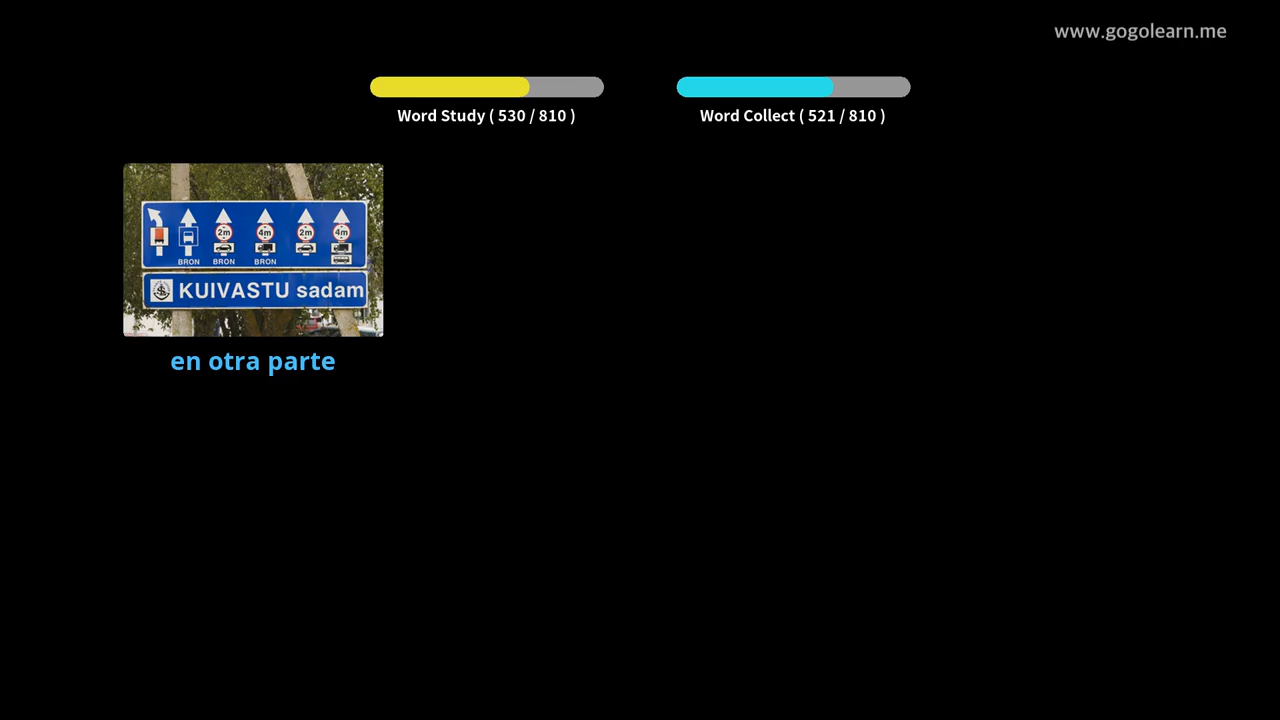 www.gogolearn.me
Word Study ( 530 / 810 )
Word Collect ( 521 / 810 )
2m 4m 2m 4m
BRON BRON BRON
KUIVASTU sadam
en otra parte